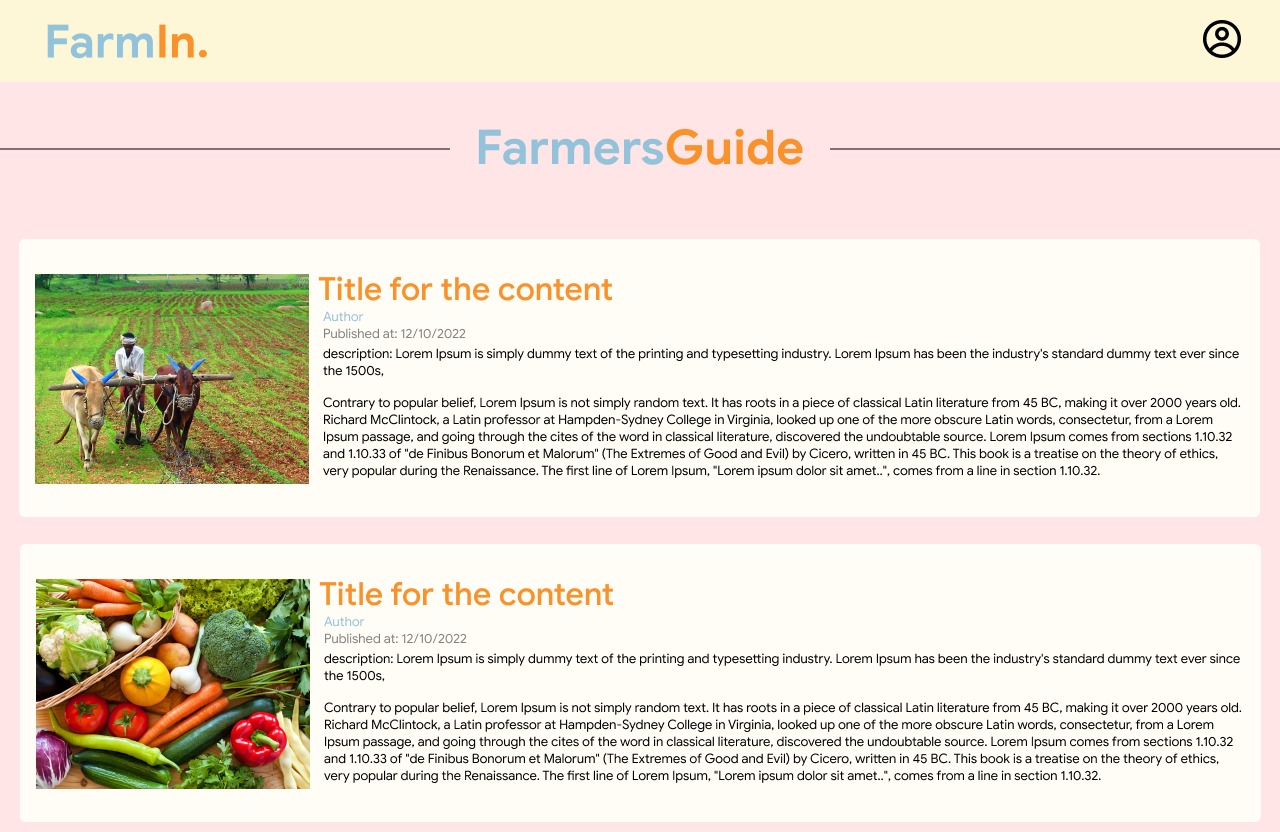 FarmIn.
FarmersGuide
Title for the content
Author
Published at: 12/10/2022
description: Lorem Ipsum is simply dummy text of the printing and typesetting industry. Lorem Ipsum has been the industry's standard dummy text ever since
the 1500s,
Contrary to popular belief, Lorem Ipsum is not simply random text. It has roots in a piece of classical Latin literature from 45 BC, making it over 2000 years old.
Richard McClintock, a Latin professor at Hampden-Sydney College in Virginia, looked up one of the more obscure Latin words, consectetur, from a Lorem
Ipsum passage, and going through the cites of the word in classical literature, discovered the undoubtable source. Lorem Ipsum comes from sections 1.10.32
and 1.10.33 of "de Finibus Bonorum et Malorum" (The Extremes of Good and Evil) by Cicero, written in 45 BC. This book is a treatise on the theory of ethics,
very popular during the Renaissance. The first line of Lorem Ipsum, "Lorem ipsum dolor sit amet..", comes from a line in section 1.10.32.
Title for the content
Author
Published at: 12/10/2022
description: Lorem Ipsum is simply dummy text of the printing and typesetting industry. Lorem Ipsum has been the industry's standard dummy text ever since
the 1500s,
Contrary to popular belief, Lorem Ipsum is not simply random text. It has roots in a piece of classical Latin literature from 45 BC, making it over 2000 years old.
Richard McClintock, a Latin professor at Hampden-Sydney College in Virginia, looked up one of the more obscure Latin words, consectetur, from a Lorem
Ipsum passage, and going through the cites of the word in classical literature, discovered the undoubtable source. Lorem Ipsum comes from sections 1.10.32
and 1.10.33 of "de Finibus Bonorum et Malorum" (The Extremes of Good and Evil) by Cicero, written in 45 BC. This book is a treatise on the theory of ethics,
very popular during the Renaissance. The first line of Lorem Ipsum, "Lorem ipsum dolor sit amet..", comes from a line in section 1.10.32.